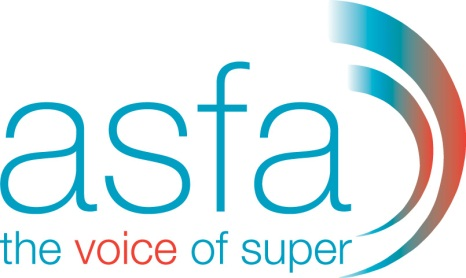 asfa
the voice of super